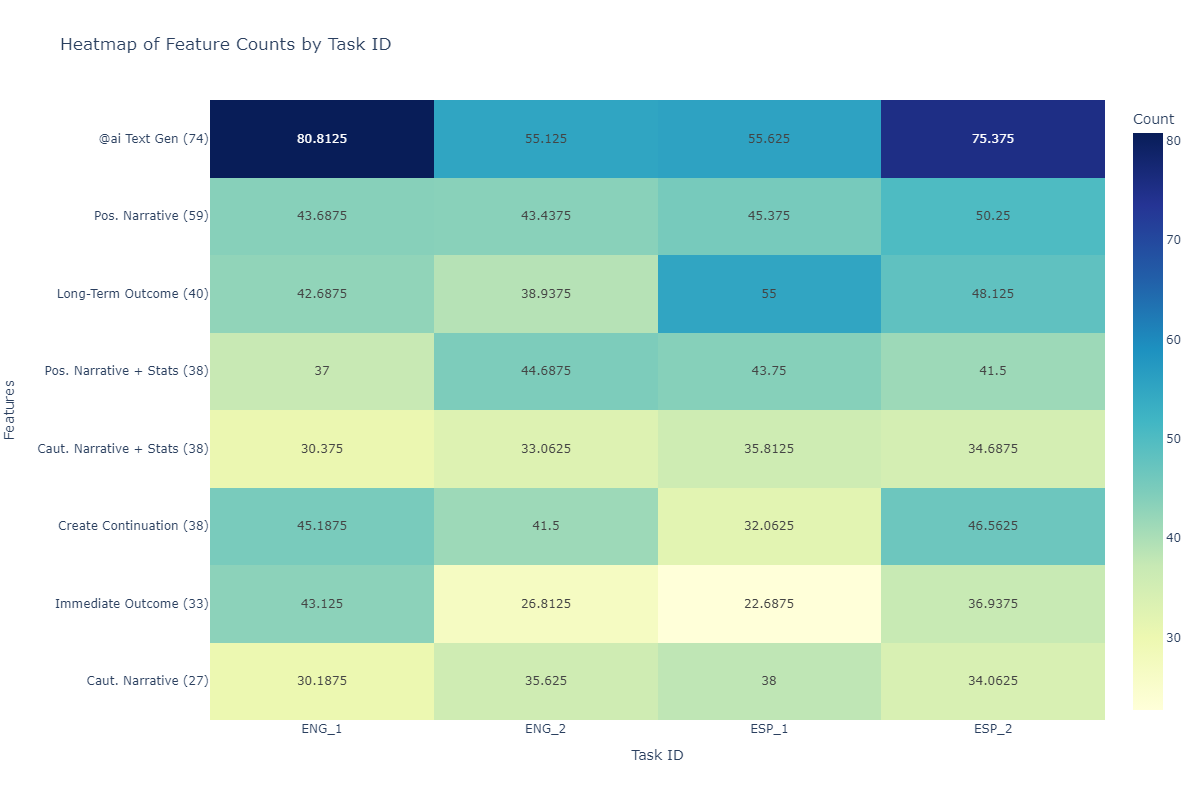 Heatmap of Feature Counts by Task ID
Count
@ai Text Gen (74) 80.8125 55.125 55.625 75.375
Pos. Narrative (59) 43.6875 43.4375 45.375 50.25
Long-Term Outcome (40) 42.6875 38.9375 55 48.125
Pos. Narrative + Stats (38) 37 44.6875 43.75 41.5
Caut. Narrative + Stats (38) 30.375 33.0625 35.8125 34.6875
Create Continuation (38) 45.1875 41.5 32.0625 46.5625
Immediate Outcome (33) 43.125 26.8125 22.6875 36.9375
Caut. Narrative (27) 30.1875 35.625 38 34.0625
ENG_1 ENG_2 ESP_1 ESP_2
Task ID
Features
80
70
60
50
40
30